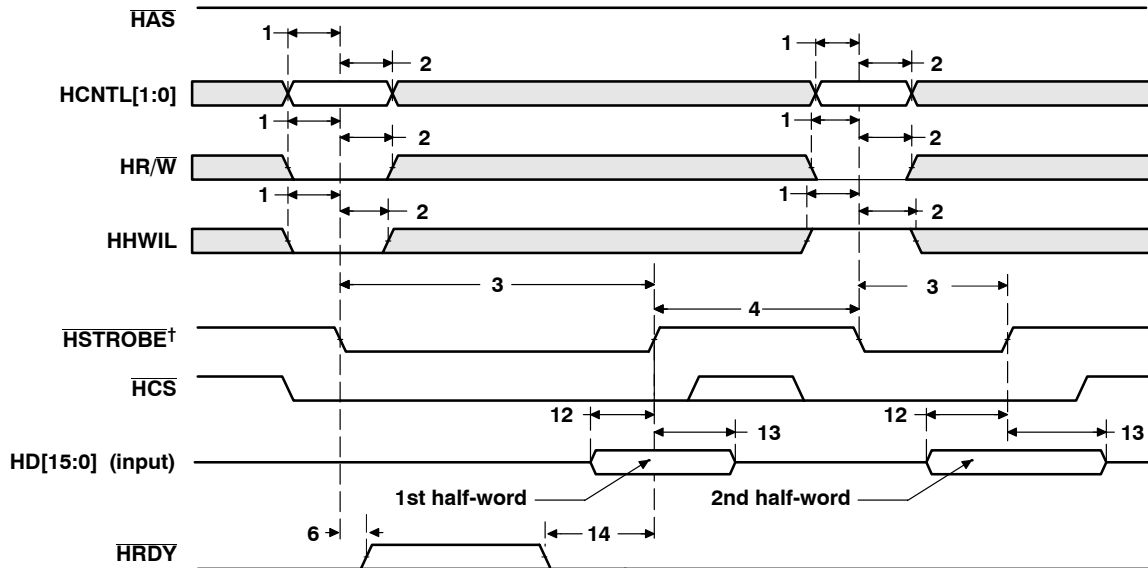 HAS
1
1
2
2
HCNTL[1:0]
1
1
2
2
HR/W
1
1
2
2
HHWIL
3
3
4
HSTROBE†
HCS
12
12
13
13
HD[15:0] (input)
1st half-word
2nd half-word
6
14
HRDY